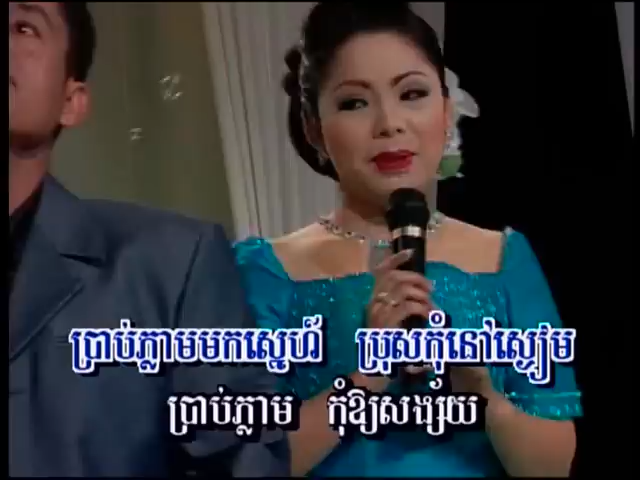 ប្រាប់ភ្លាមមកស្នេហ៍ ប្រុសកុំនៅស្ងៀម
ប្រាប់ភ្លាម កុំឱ្យសង្ស័យ